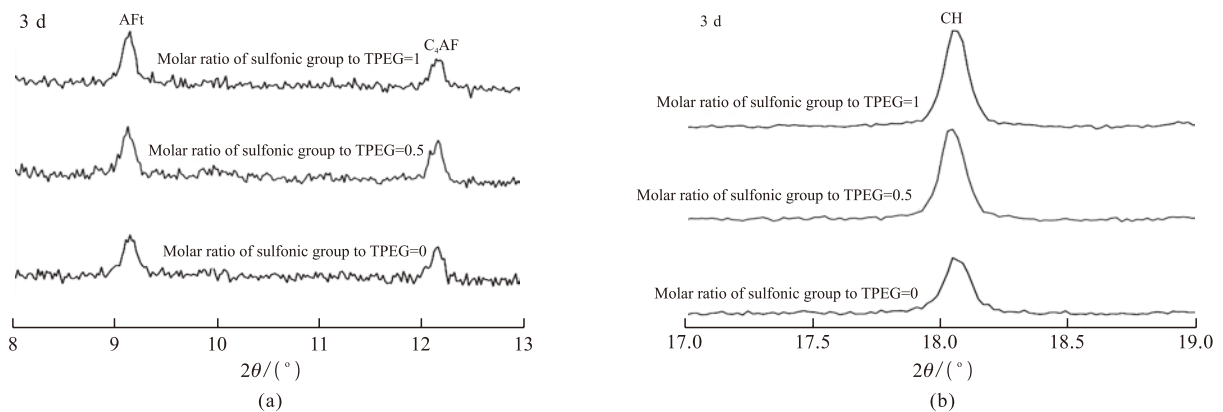 3 d
AFt
C₄AF
Molar ratio of sulfonic group to TPEG=1
Molar ratio of sulfonic group to TPEG=0.5
Molar ratio of sulfonic group to TPEG=0
8 9 10 11 12 13
2θ/(°)
(a)
3 d
CH
Molar ratio of sulfonic group to TPEG=1
Molar ratio of sulfonic group to TPEG=0.5
Molar ratio of sulfonic group to TPEG=0
17.0 17.5 18.0 18.5 19.0
2θ/(°)
(b)